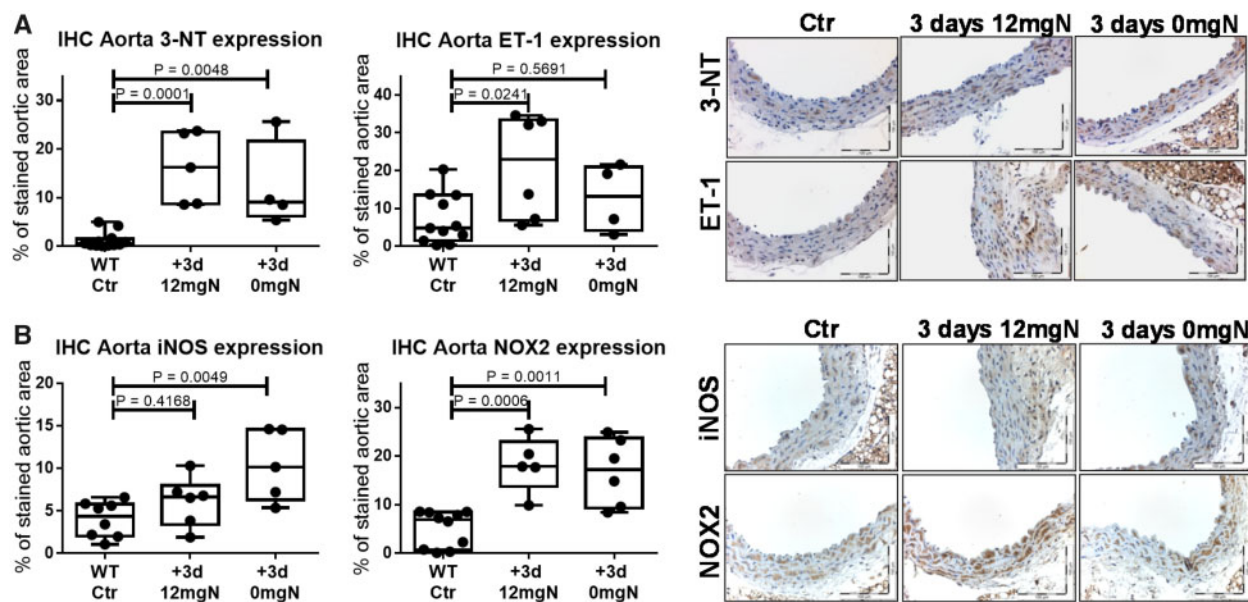 A
IHC Aorta 3-NT expression
P = 0.0048
P = 0.0001
% of stained aortic area
30
20
10
0
WT
Ctr
+3d
12mgN
+3d
0mgN
IHC Aorta ET-1 expression
P = 0.5691
P = 0.0241
% of stained aortic area
40
30
20
10
0
WT
Ctr
+3d
12mgN
+3d
0mgN
Ctr
3 days 12mgN
3 days 0mgN
3-NT
ET-1
B
IHC Aorta iNOS expression
P = 0.0049
P = 0.4168
% of stained aortic area
20
15
10
5
0
WT
Ctr
+3d
12mgN
+3d
0mgN
IHC Aorta NOX2 expression
P = 0.0011
P = 0.0006
% of stained aortic area
30
20
10
0
WT
Ctr
+3d
12mgN
+3d
0mgN
Ctr
3 days 12mgN
3 days 0mgN
iNOS
NOX2